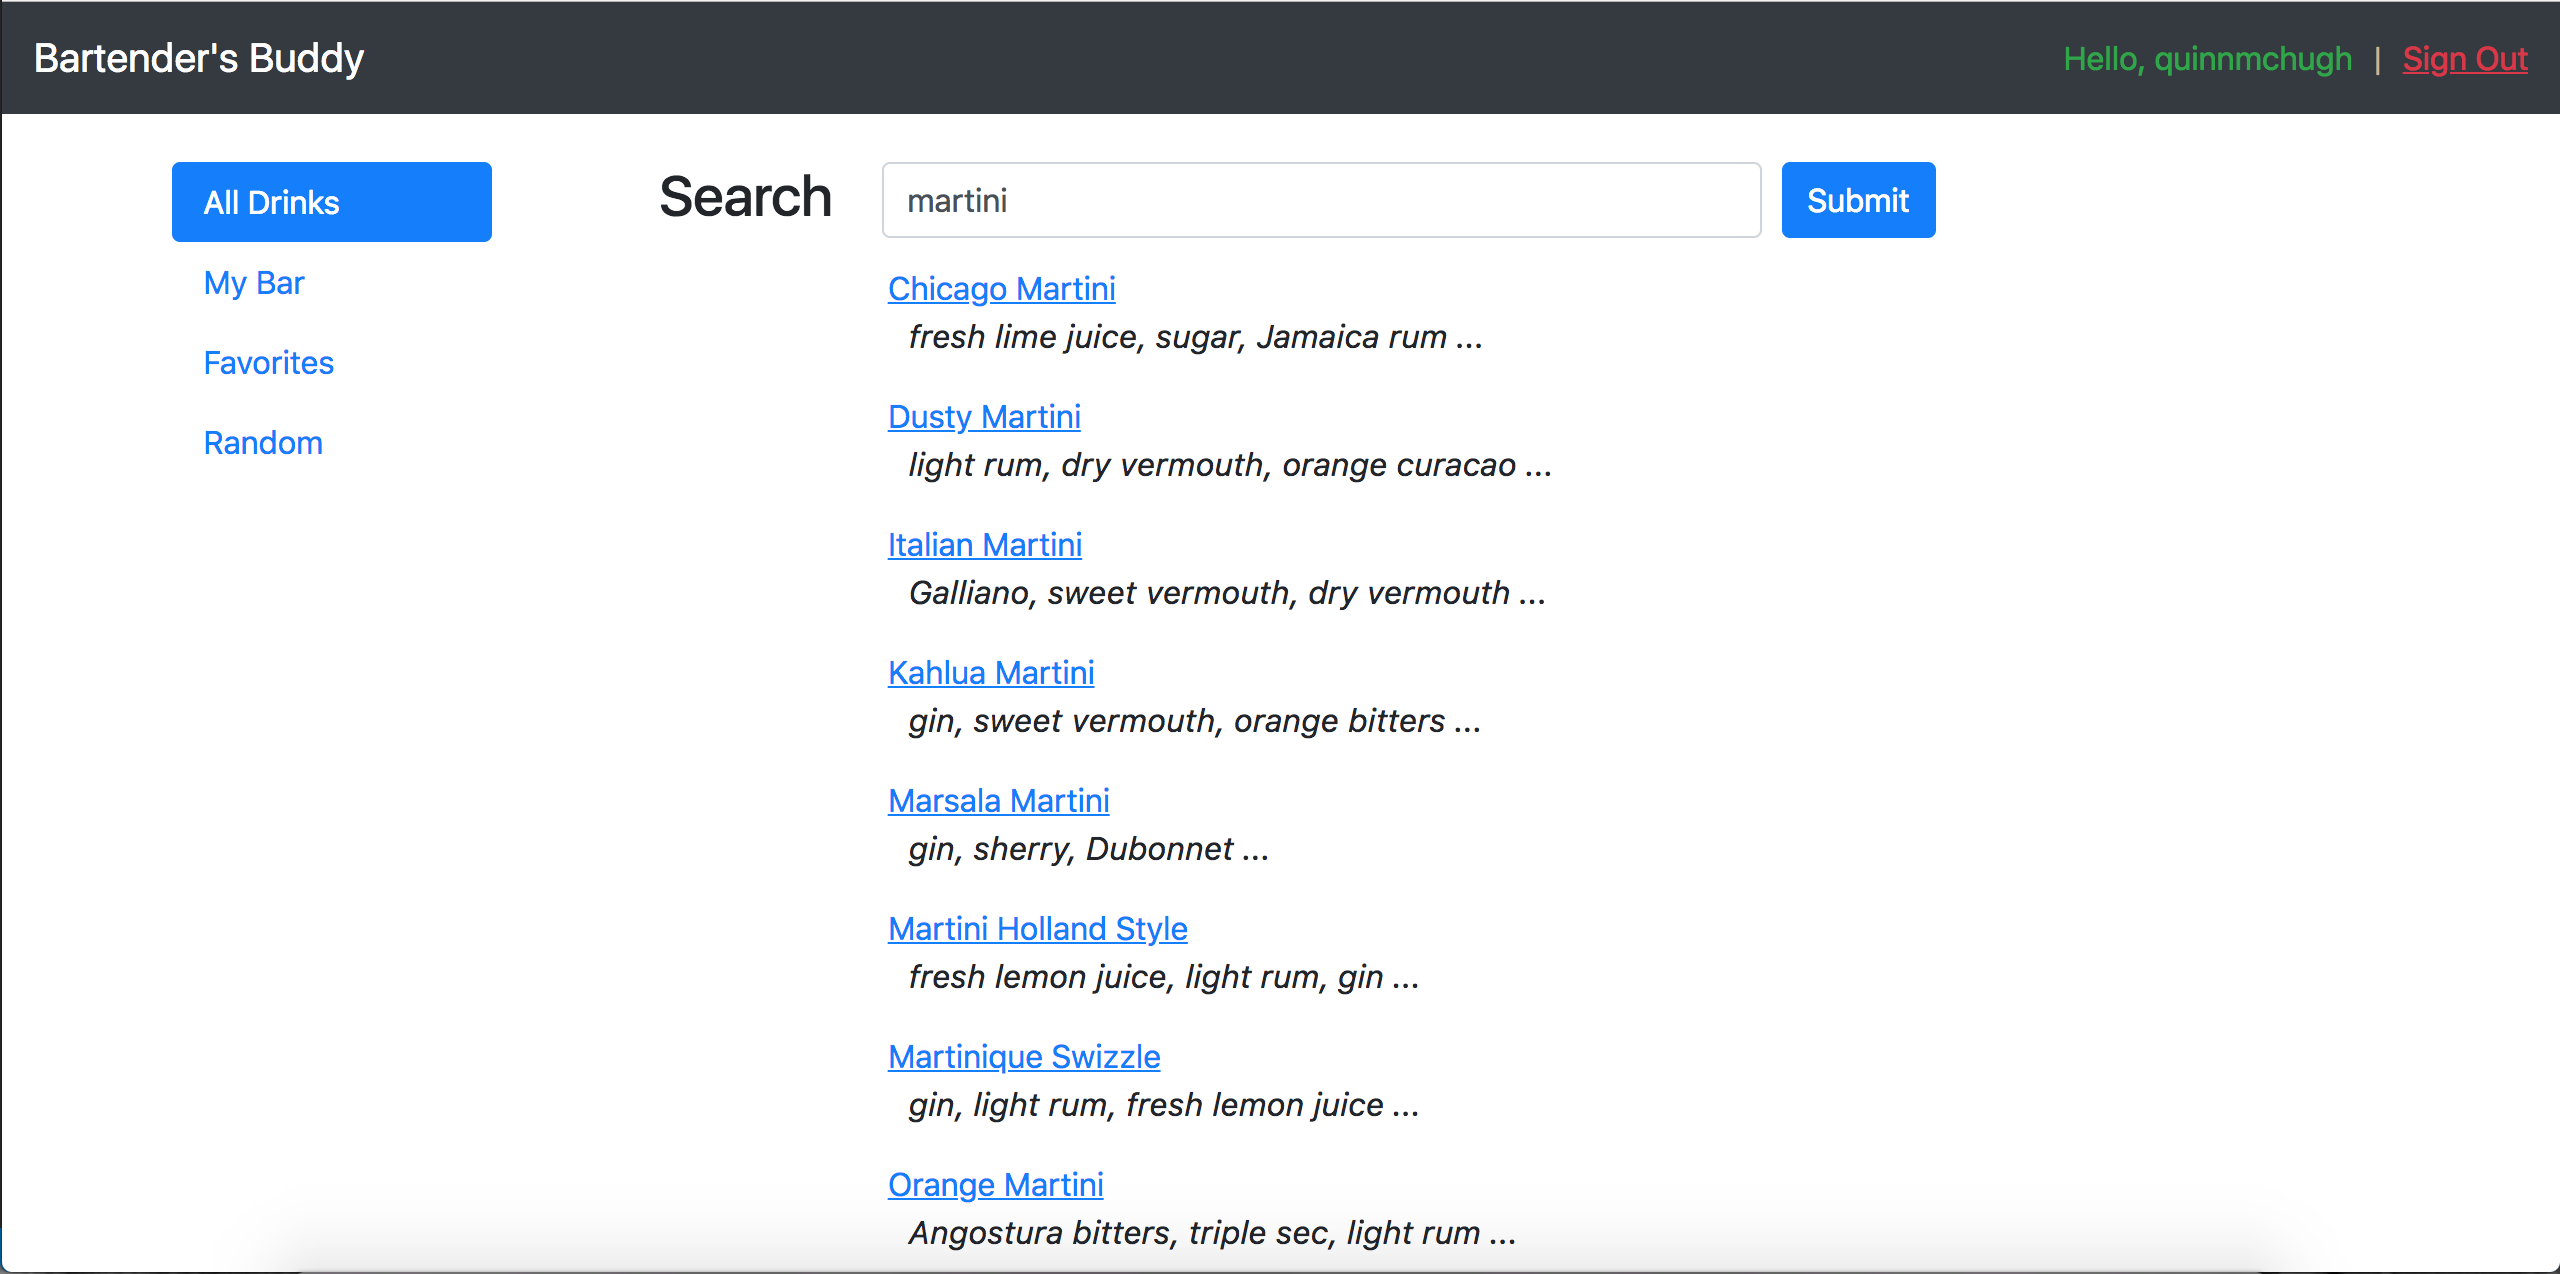 Bartender's Buddy
Hello, quinnmchugh | Sign Out
All Drinks
My Bar
Favorites
Random
Search
martini
Submit
Chicago Martini
fresh lime juice, sugar, Jamaica rum ...
Dusty Martini
light rum, dry vermouth, orange curacao ...
Italian Martini
Galliano, sweet vermouth, dry vermouth ...
Kahlua Martini
gin, sweet vermouth, orange bitters ...
Marsala Martini
gin, sherry, Dubonnet ...
Martini Holland Style
fresh lemon juice, light rum, gin ...
Martinique Swizzle
gin, light rum, fresh lemon juice ...
Orange Martini
Angostura bitters, triple sec, light rum ...